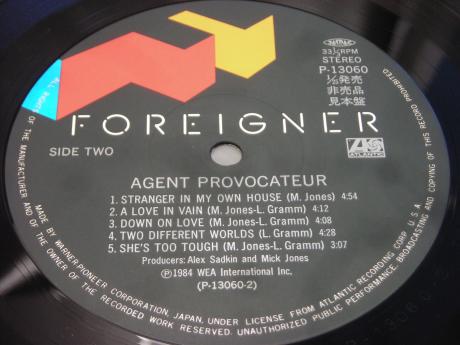 33⅓RPM
STEREO
P-13060
1/5発売
非売品
見本盤
FOREIGNER
SIDE TWO
ATLANTIC
AGENT PROVOCATEUR
1. STRANGER IN MY OWN HOUSE (M. Jones) 4:54
2. A LOVE IN VAIN (M. Jones-L. Gramm) 4:12
3. DOWN ON LOVE (M. Jones-L. Gramm) 4:08
4. TWO DIFFERENT WORLDS (L. Gramm) 4:28
5. SHE'S TOO TOUGH (M. Jones-L. Gramm) 3:07
Producers: Alex Sadkin and Mick Jones
Ⓟ1984 WEA International Inc.
(P-13060-2)
MADE BY WARNER-PIONEER CORPORATION, JAPAN, UNDER LICENSE FROM ATLANTIC RECORDING CORP., U.S.A.
ALL RIGHTS OF THE MANUFACTURER AND OF THE OWNER OF THE RECORDED WORK RESERVED. UNAUTHORIZED PUBLIC PERFORMANCE, BROADCASTING AND COPYING OF THIS RECORD PROHIBITED